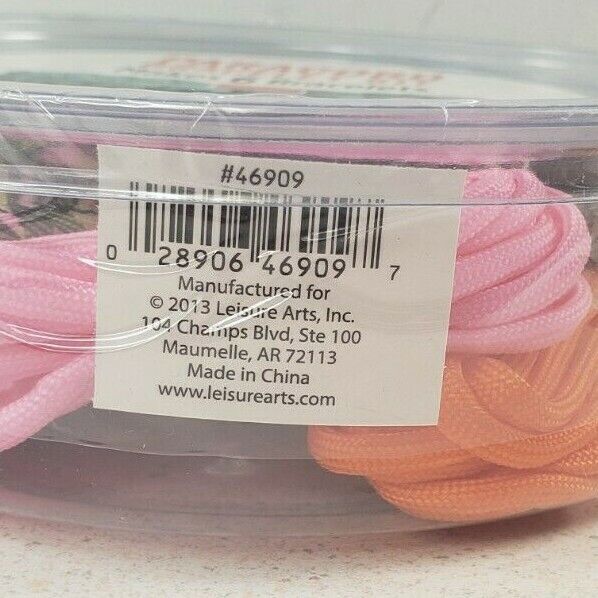 PARACORD
#46909
0 28906 46909 7
Manufactured for
© 2013 Leisure Arts, Inc.
104 Champs Blvd, Ste 100
Maumelle, AR 72113
Made in China
www.leisurearts.com